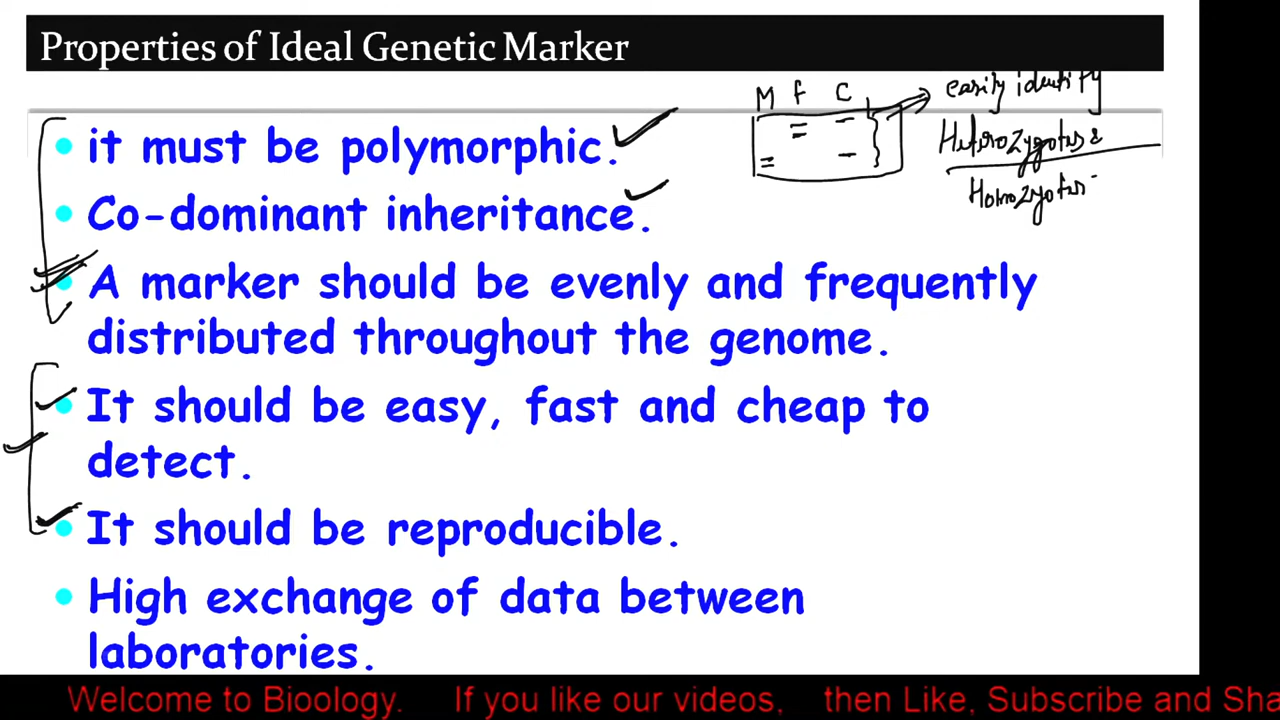 Properties of Ideal Genetic Marker
M F C
easily identify
Heterozygotes &
Homozygotes
• it must be polymorphic.
• Co-dominant inheritance.
• A marker should be evenly and frequently
distributed throughout the genome.
• It should be easy, fast and cheap to
detect.
• It should be reproducible.
• High exchange of data between
laboratories.
Welcome to Bioology. If you like our videos, then Like, Subscribe and Sha